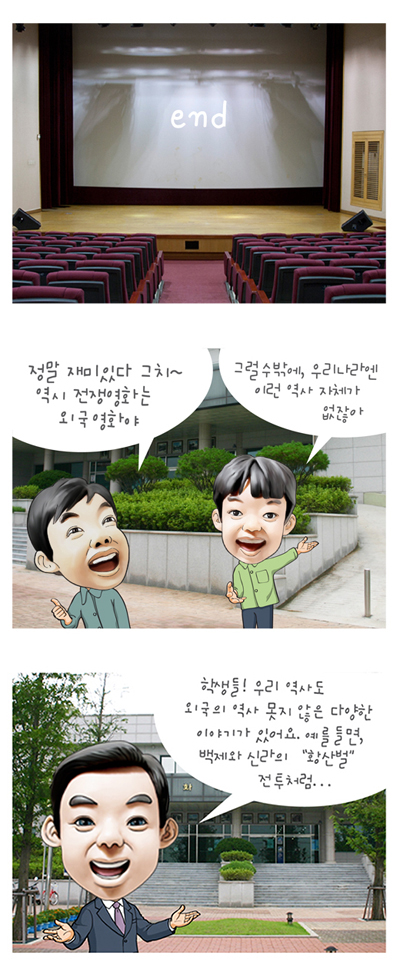 end
정말 재미있다 그치~
역시 전쟁영화는
외국영화야
그럴수밖에, 우리나라엔
이런 역사 자체가
없잖아
학생들! 우리 역사도
외국의 역사 못지 않은 다양한
이야기가 있어요. 예를들면,
백제와 신라의 "황산벌"
전투처럼...
화